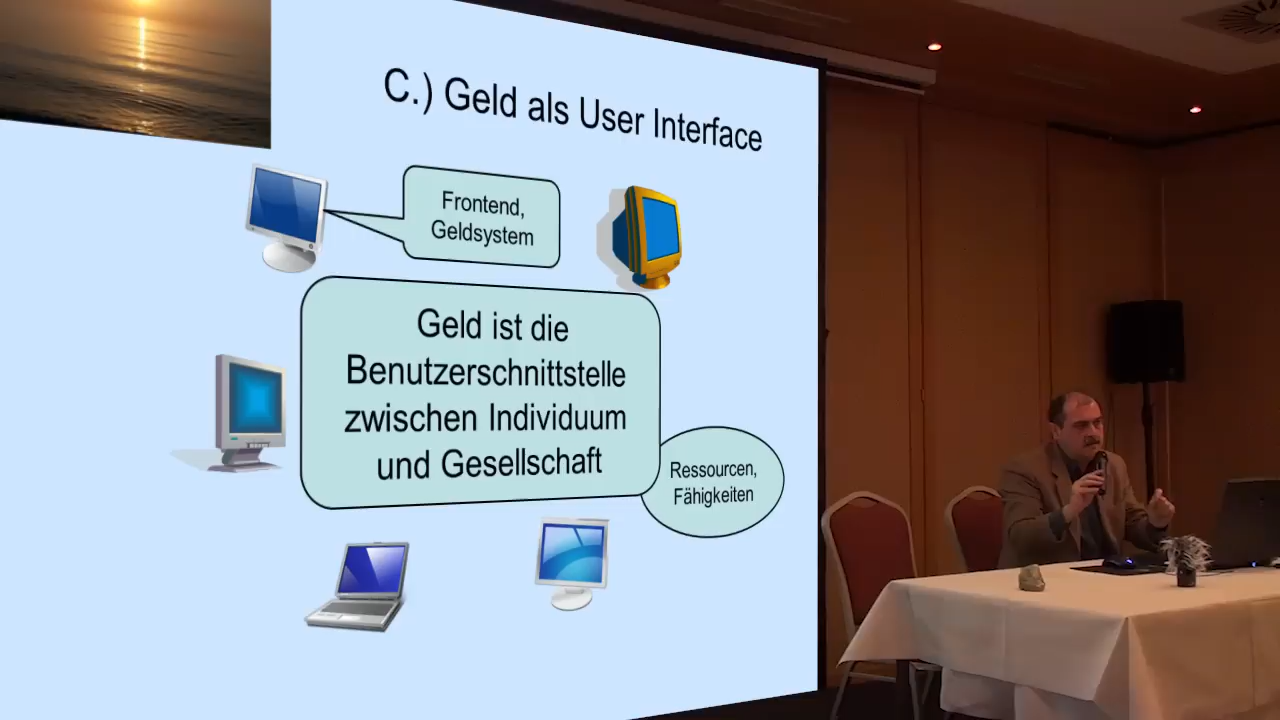 C.) Geld als User Interface
Frontend,
Geldsystem
Geld ist die
Benutzerschnittstelle
zwischen Individuum
und Gesellschaft
Ressourcen,
Fähigkeiten